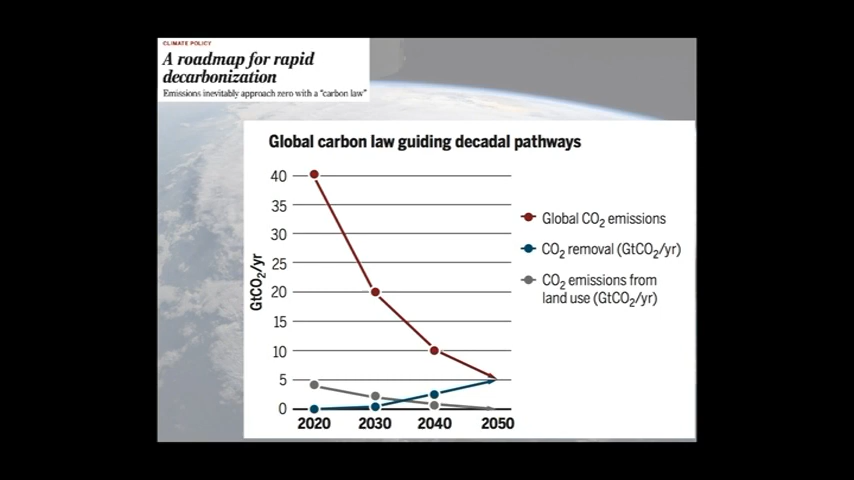 CLIMATE POLICY
A roadmap for rapid
decarbonization
Emissions inevitably approach zero with a "carbon law"
Global carbon law guiding decadal pathways
GtCO₂/yr
40
35
30
25
20
15
10
5
0
2020 2030 2040 2050
Global CO₂ emissions
CO₂ removal (GtCO₂/yr)
CO₂ emissions from
land use (GtCO₂/yr)